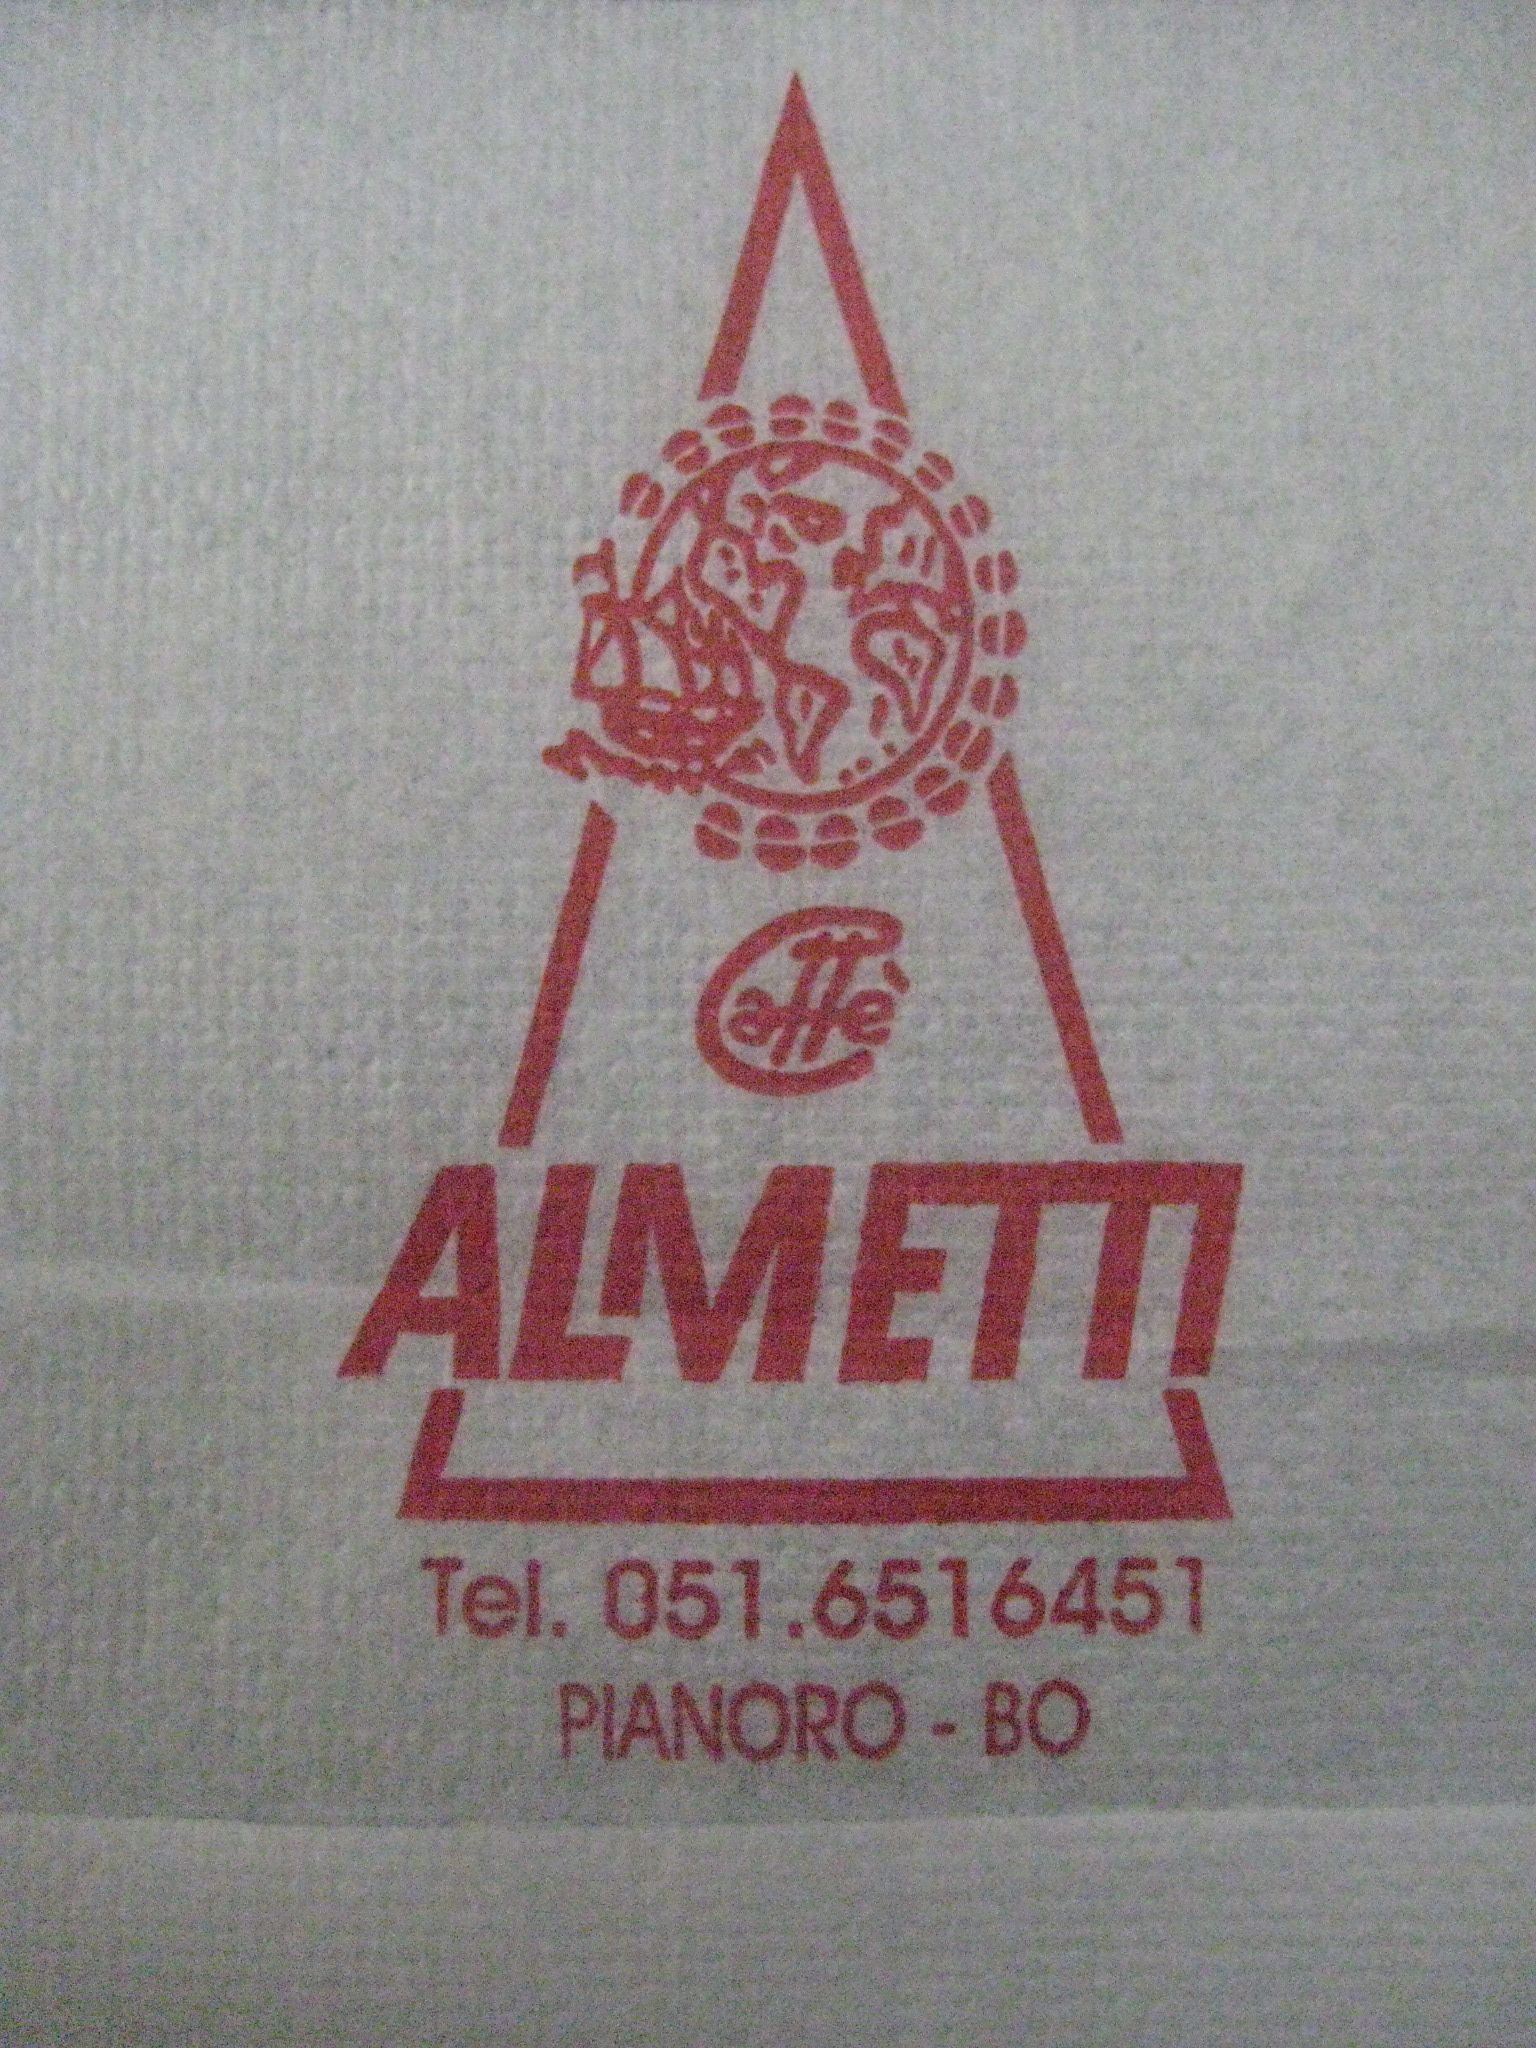 Caffè
ALMETTI
Tel. 051.6516451
PIANORO - BO